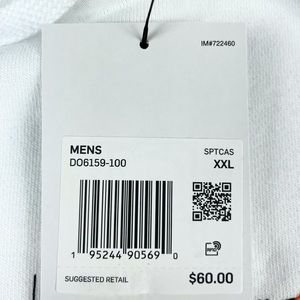 IM#722460
MENS SPTCAS
DO6159-100 XXL
1 95244 90569 0
SUGGESTED RETAIL $60.00